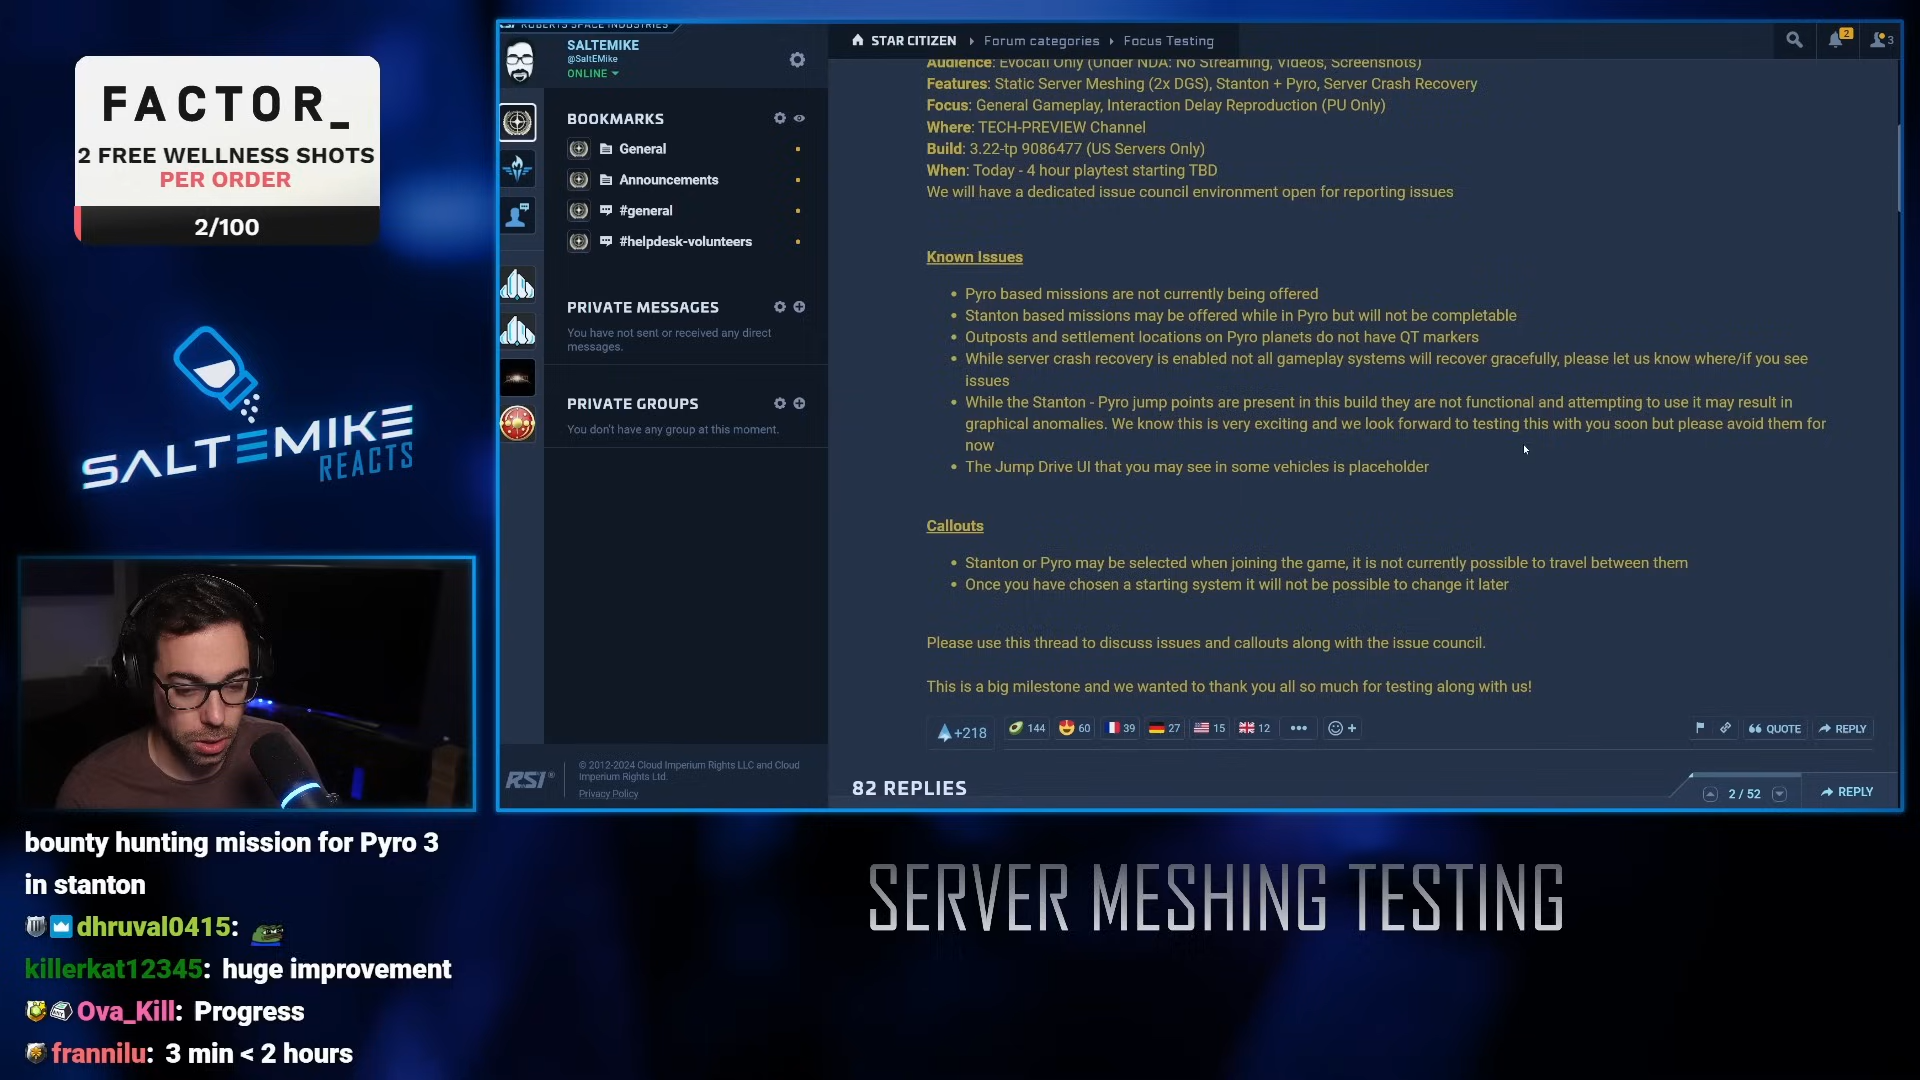 FACTOR_
2 FREE WELLNESS SHOTS
PER ORDER
2/100
SALTEMIKE
REACTS
bounty hunting mission for Pyro 3
in stanton
dhruval0415:
killerkat12345: huge improvement
Ova_Kill: Progress
frannilu: 3 min < 2 hours
ROBERTS SPACE INDUSTRIES
SALTEMIKE
@SaltEMike
ONLINE
BOOKMARKS
General
Announcements
#general
#helpdesk-volunteers
PRIVATE MESSAGES
You have not sent or received any direct
messages.
PRIVATE GROUPS
You don't have any group at this moment.
RSI®
© 2012-2024 Cloud Imperium Rights LLC and Cloud
Imperium Rights Ltd.
Privacy Policy
STAR CITIZEN Forum categories Focus Testing
2
3
Audience: Evocati Only (Under NDA: No Streaming, Videos, Screenshots)
Features: Static Server Meshing (2x DGS), Stanton + Pyro, Server Crash Recovery
Focus: General Gameplay, Interaction Delay Reproduction (PU Only)
Where: TECH-PREVIEW Channel
Build: 3.22-tp 9086477 (US Servers Only)
When: Today - 4 hour playtest starting TBD
We will have a dedicated issue council environment open for reporting issues
Known Issues
• Pyro based missions are not currently being offered
• Stanton based missions may be offered while in Pyro but will not be completable
• Outposts and settlement locations on Pyro planets do not have QT markers
• While server crash recovery is enabled not all gameplay systems will recover gracefully, please let us know where/if you see
issues
• While the Stanton - Pyro jump points are present in this build they are not functional and attempting to use it may result in
graphical anomalies. We know this is very exciting and we look forward to testing this with you soon but please avoid them for
now
• The Jump Drive UI that you may see in some vehicles is placeholder
Callouts
• Stanton or Pyro may be selected when joining the game, it is not currently possible to travel between them
• Once you have chosen a starting system it will not be possible to change it later
Please use this thread to discuss issues and callouts along with the issue council.
This is a big milestone and we wanted to thank you all so much for testing along with us!
+218 144 60 39 27 15 12 ••• + QUOTE REPLY
82 REPLIES
2 / 52 REPLY
SERVER MESHING TESTING